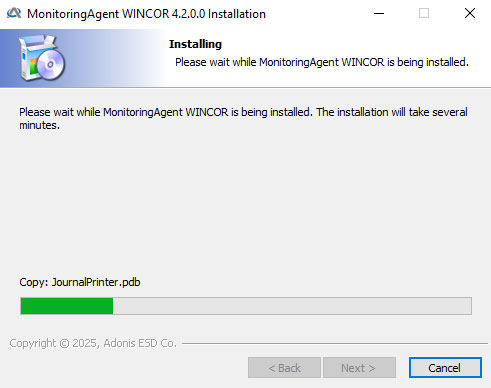 MonitoringAgent WINCOR 4.2.0.0 Installation
Installing
Please wait while MonitoringAgent WINCOR is being installed.
Please wait while MonitoringAgent WINCOR is being installed. The installation will take several
minutes.
Copy: JournalPrinter.pdb
Copyright © 2025, Adonis ESD Co.
< Back
Next >
Cancel